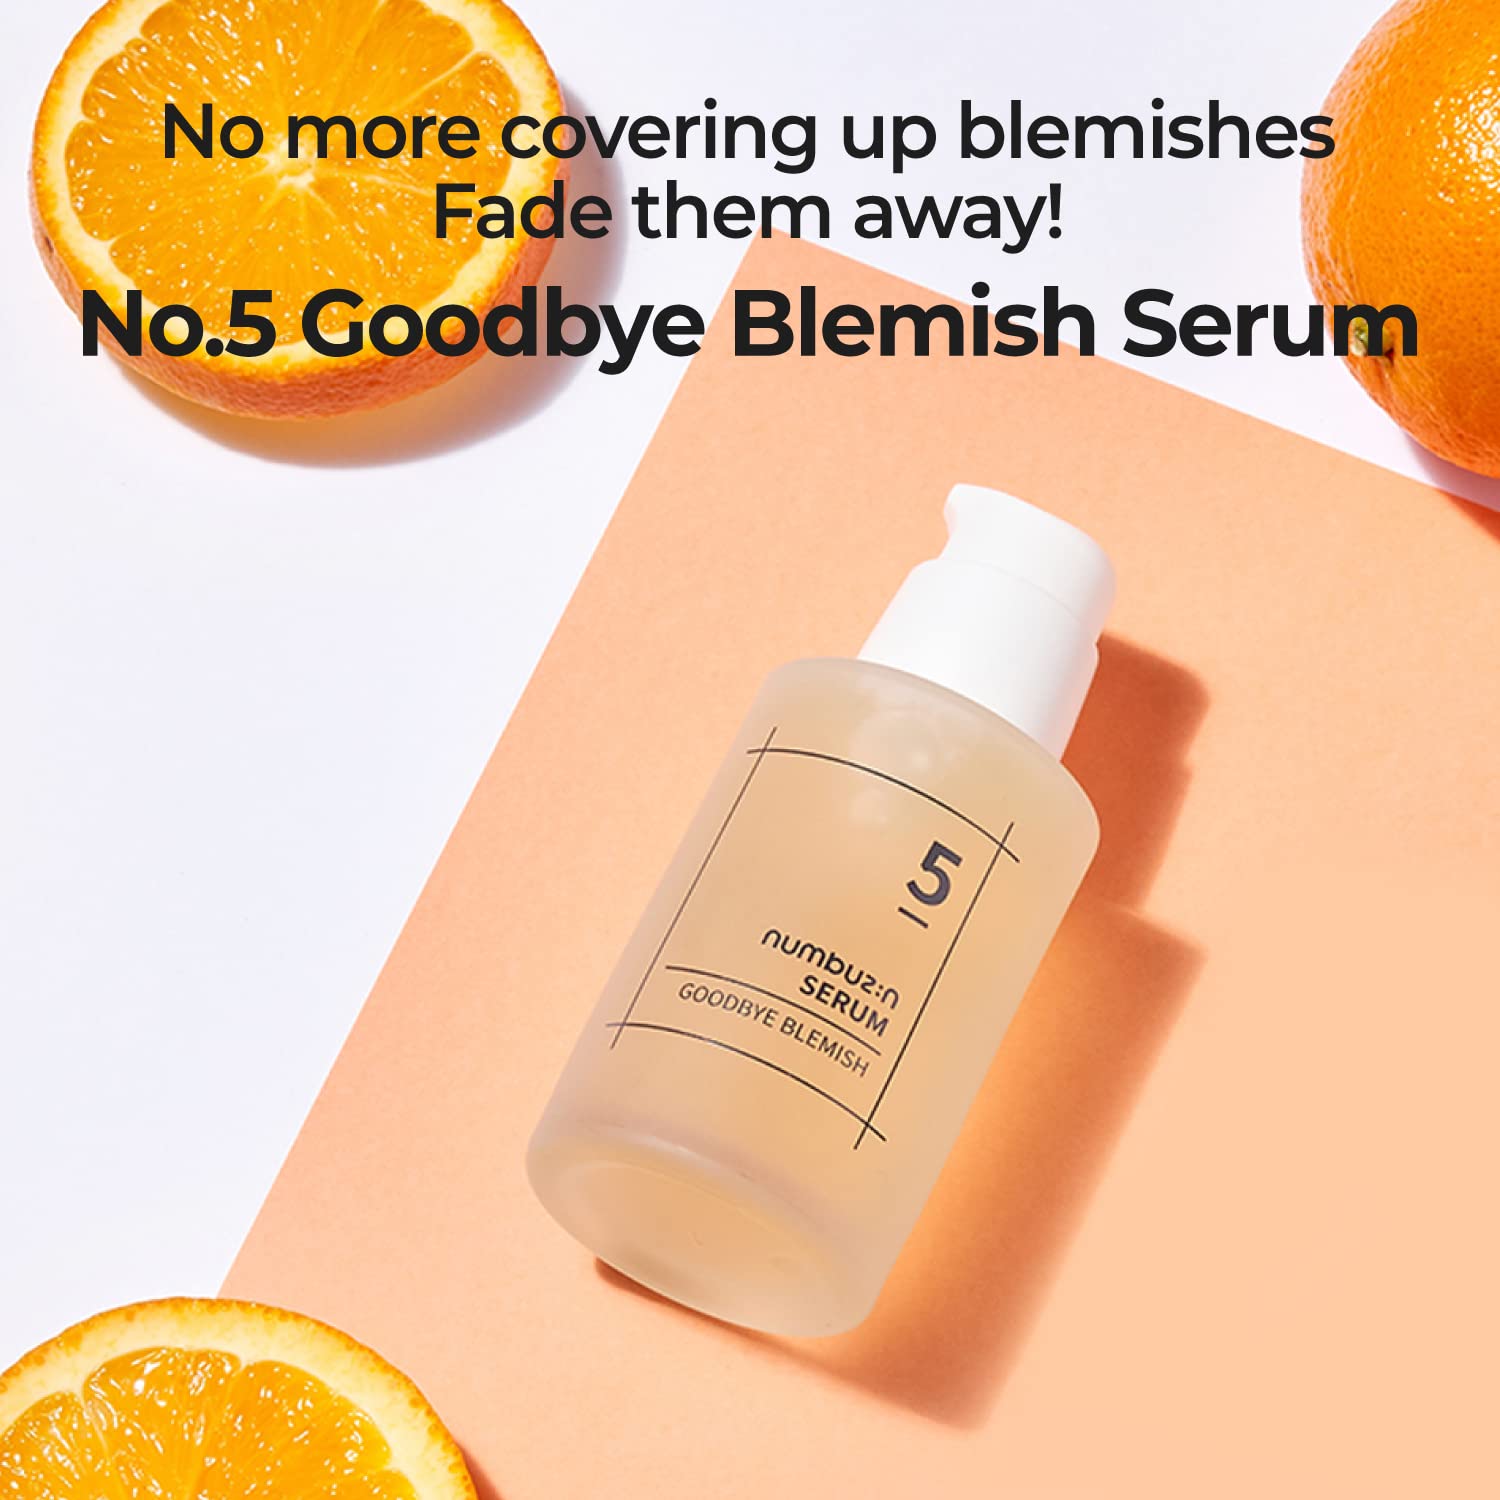 No more covering up blemishes
Fade them away!
No.5 Goodbye Blemish Serum
5
numbuz:n
SERUM
GOODBYE BLEMISH